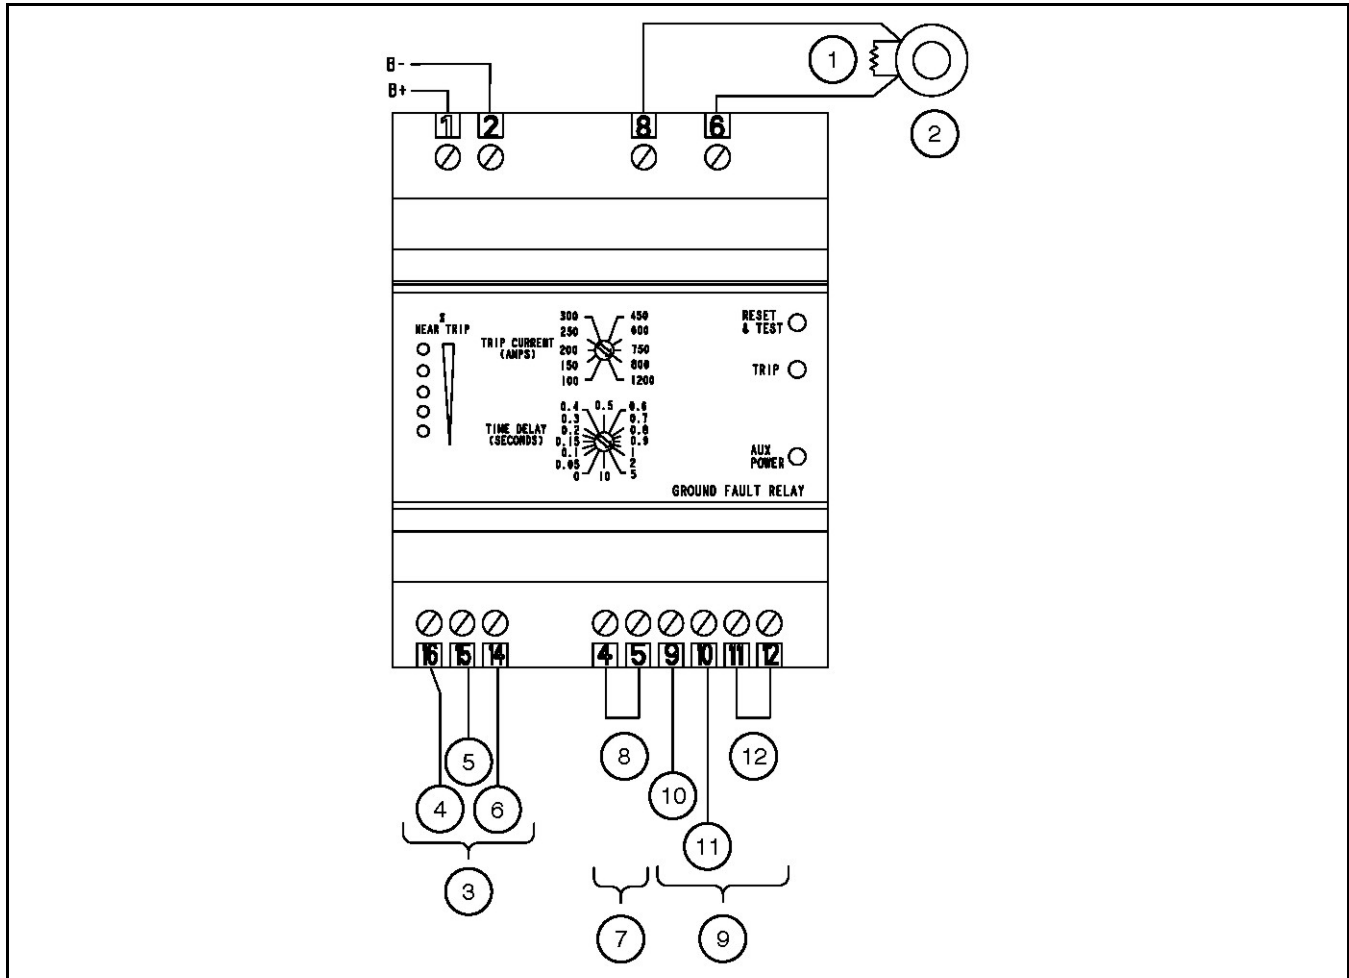 B-
B+
1 2 8 6
1
2
%
NEAR TRIP
TRIP CURRENT
(AMPS)
300 450
250 600
200 750
150 800
100 1200
RESET
& TEST
TRIP
TIME DELAY
(SECONDS)
0.4 0.5 0.6
0.3 0.7
0.2 0.8
0.15 0.9
0.1 1
0.05 2
0 10 5
AUX
POWER
GROUND FAULT RELAY
16 15 14 4 5 9 10 11 12
5 8 12
4 6 10
11
3
7 9